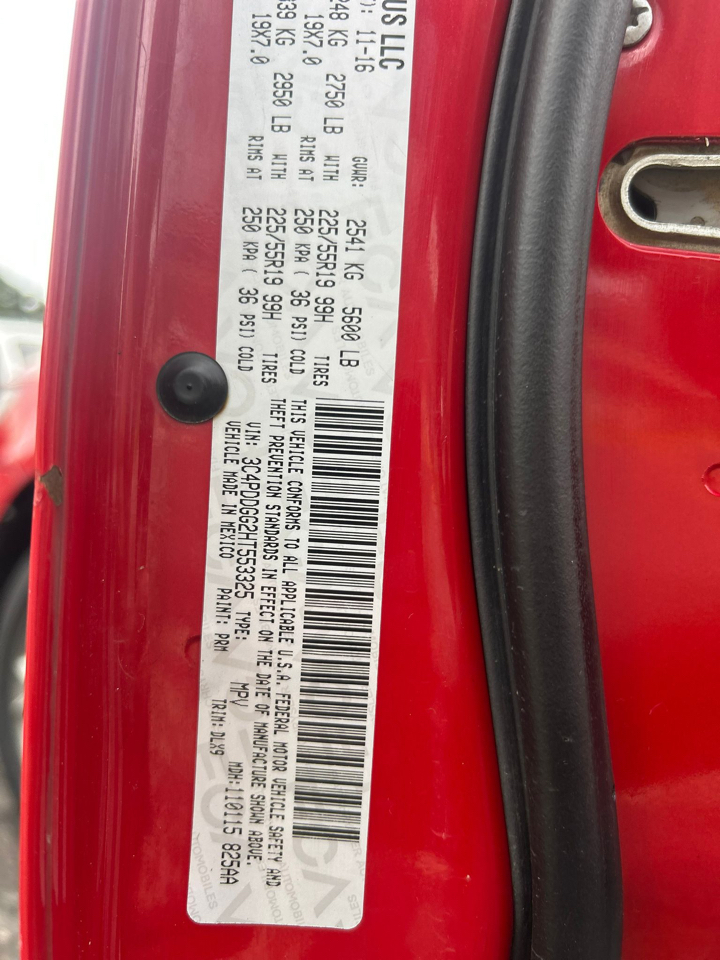 US LLC
): 11-16 GVWR: 2541 KG 5600 LB
248 KG 2750 LB WITH 225/55R19 99H TIRES
19X7.0 RIMS AT 250 KPA ( 36 PSI) COLD
39 KG 2950 LB WITH 225/55R19 99H TIRES
19X7.0 RIMS AT 250 KPA ( 36 PSI) COLD
THIS VEHICLE CONFORMS TO ALL APPLICABLE U.S.A. FEDERAL MOTOR VEHICLE SAFETY AND
THEFT PREVENTION STANDARDS IN EFFECT ON THE DATE OF MANUFACTURE SHOWN ABOVE.
VIN: 3C4PDDGG2HT553325 TYPE: MPV MDH:110115 825AA
VEHICLE MADE IN MEXICO PAINT: PRM TRIM: DLX9